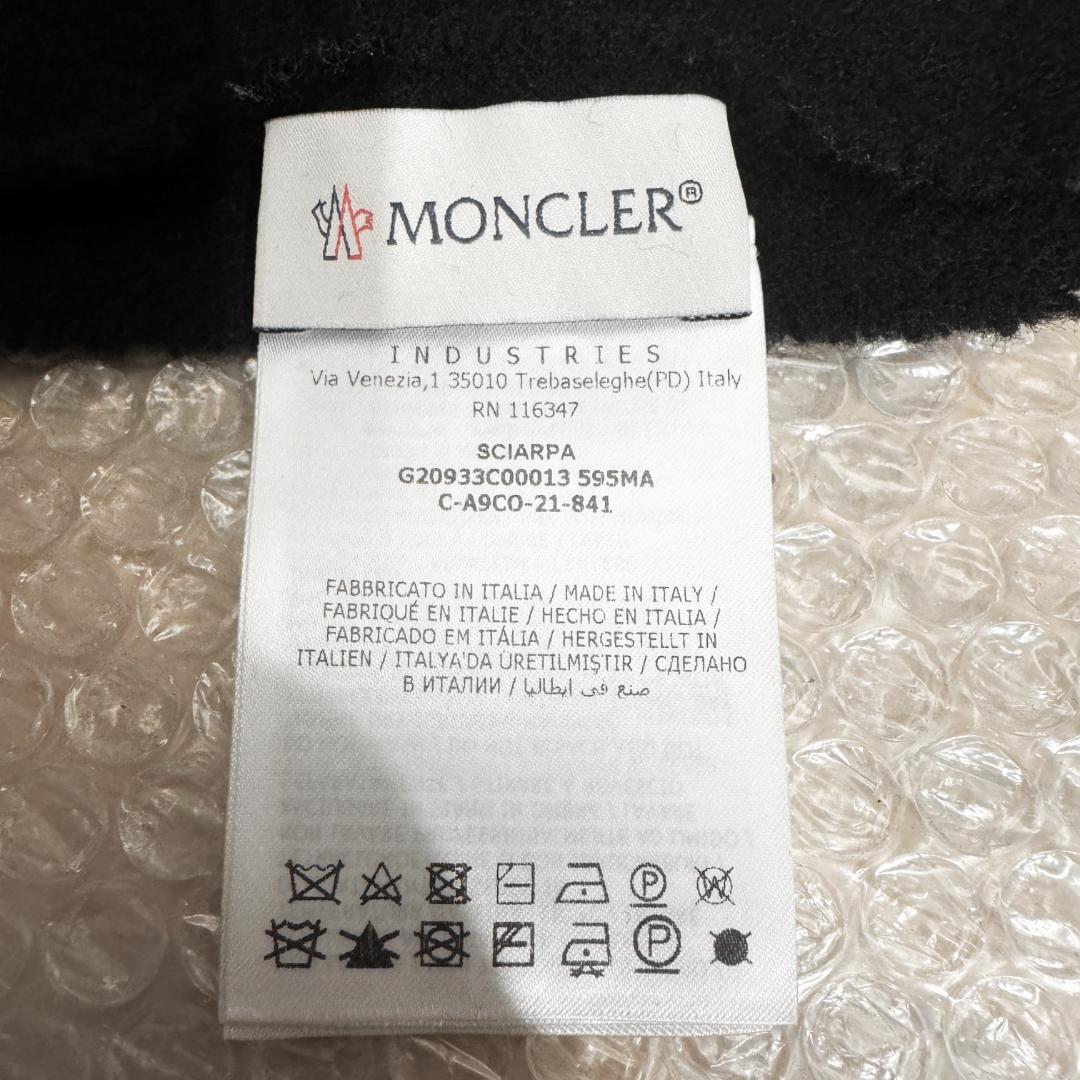 MONCLER®
INDUSTRIES
Via Venezia,1 35010 Trebaseleghe(PD) Italy
RN 116347
SCIARPA
G20933C00013 595MA
C-A9CO-21-841
FABBRICATO IN ITALIA / MADE IN ITALY /
FABRIQUÉ EN ITALIE / HECHO EN ITALIA /
FABRICADO EM ITÁLIA / HERGESTELLT IN
ITALIEN / ITALYA'DA ÜRETILMIŞTIR / СДЕЛАНО
В ИТАЛИИ / صنع فى ايطاليا
P W
P